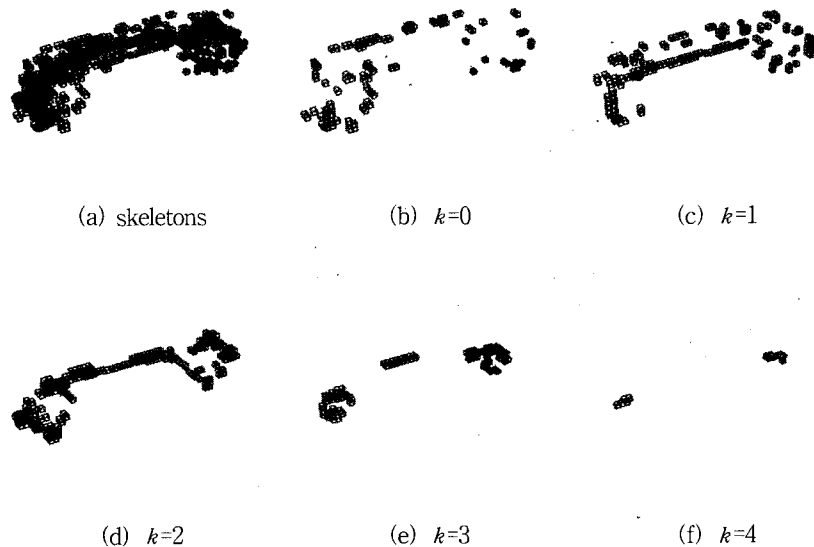 (a) skeletons (b) k=0 (c) k=1
(d) k=2 (e) k=3 (f) k=4